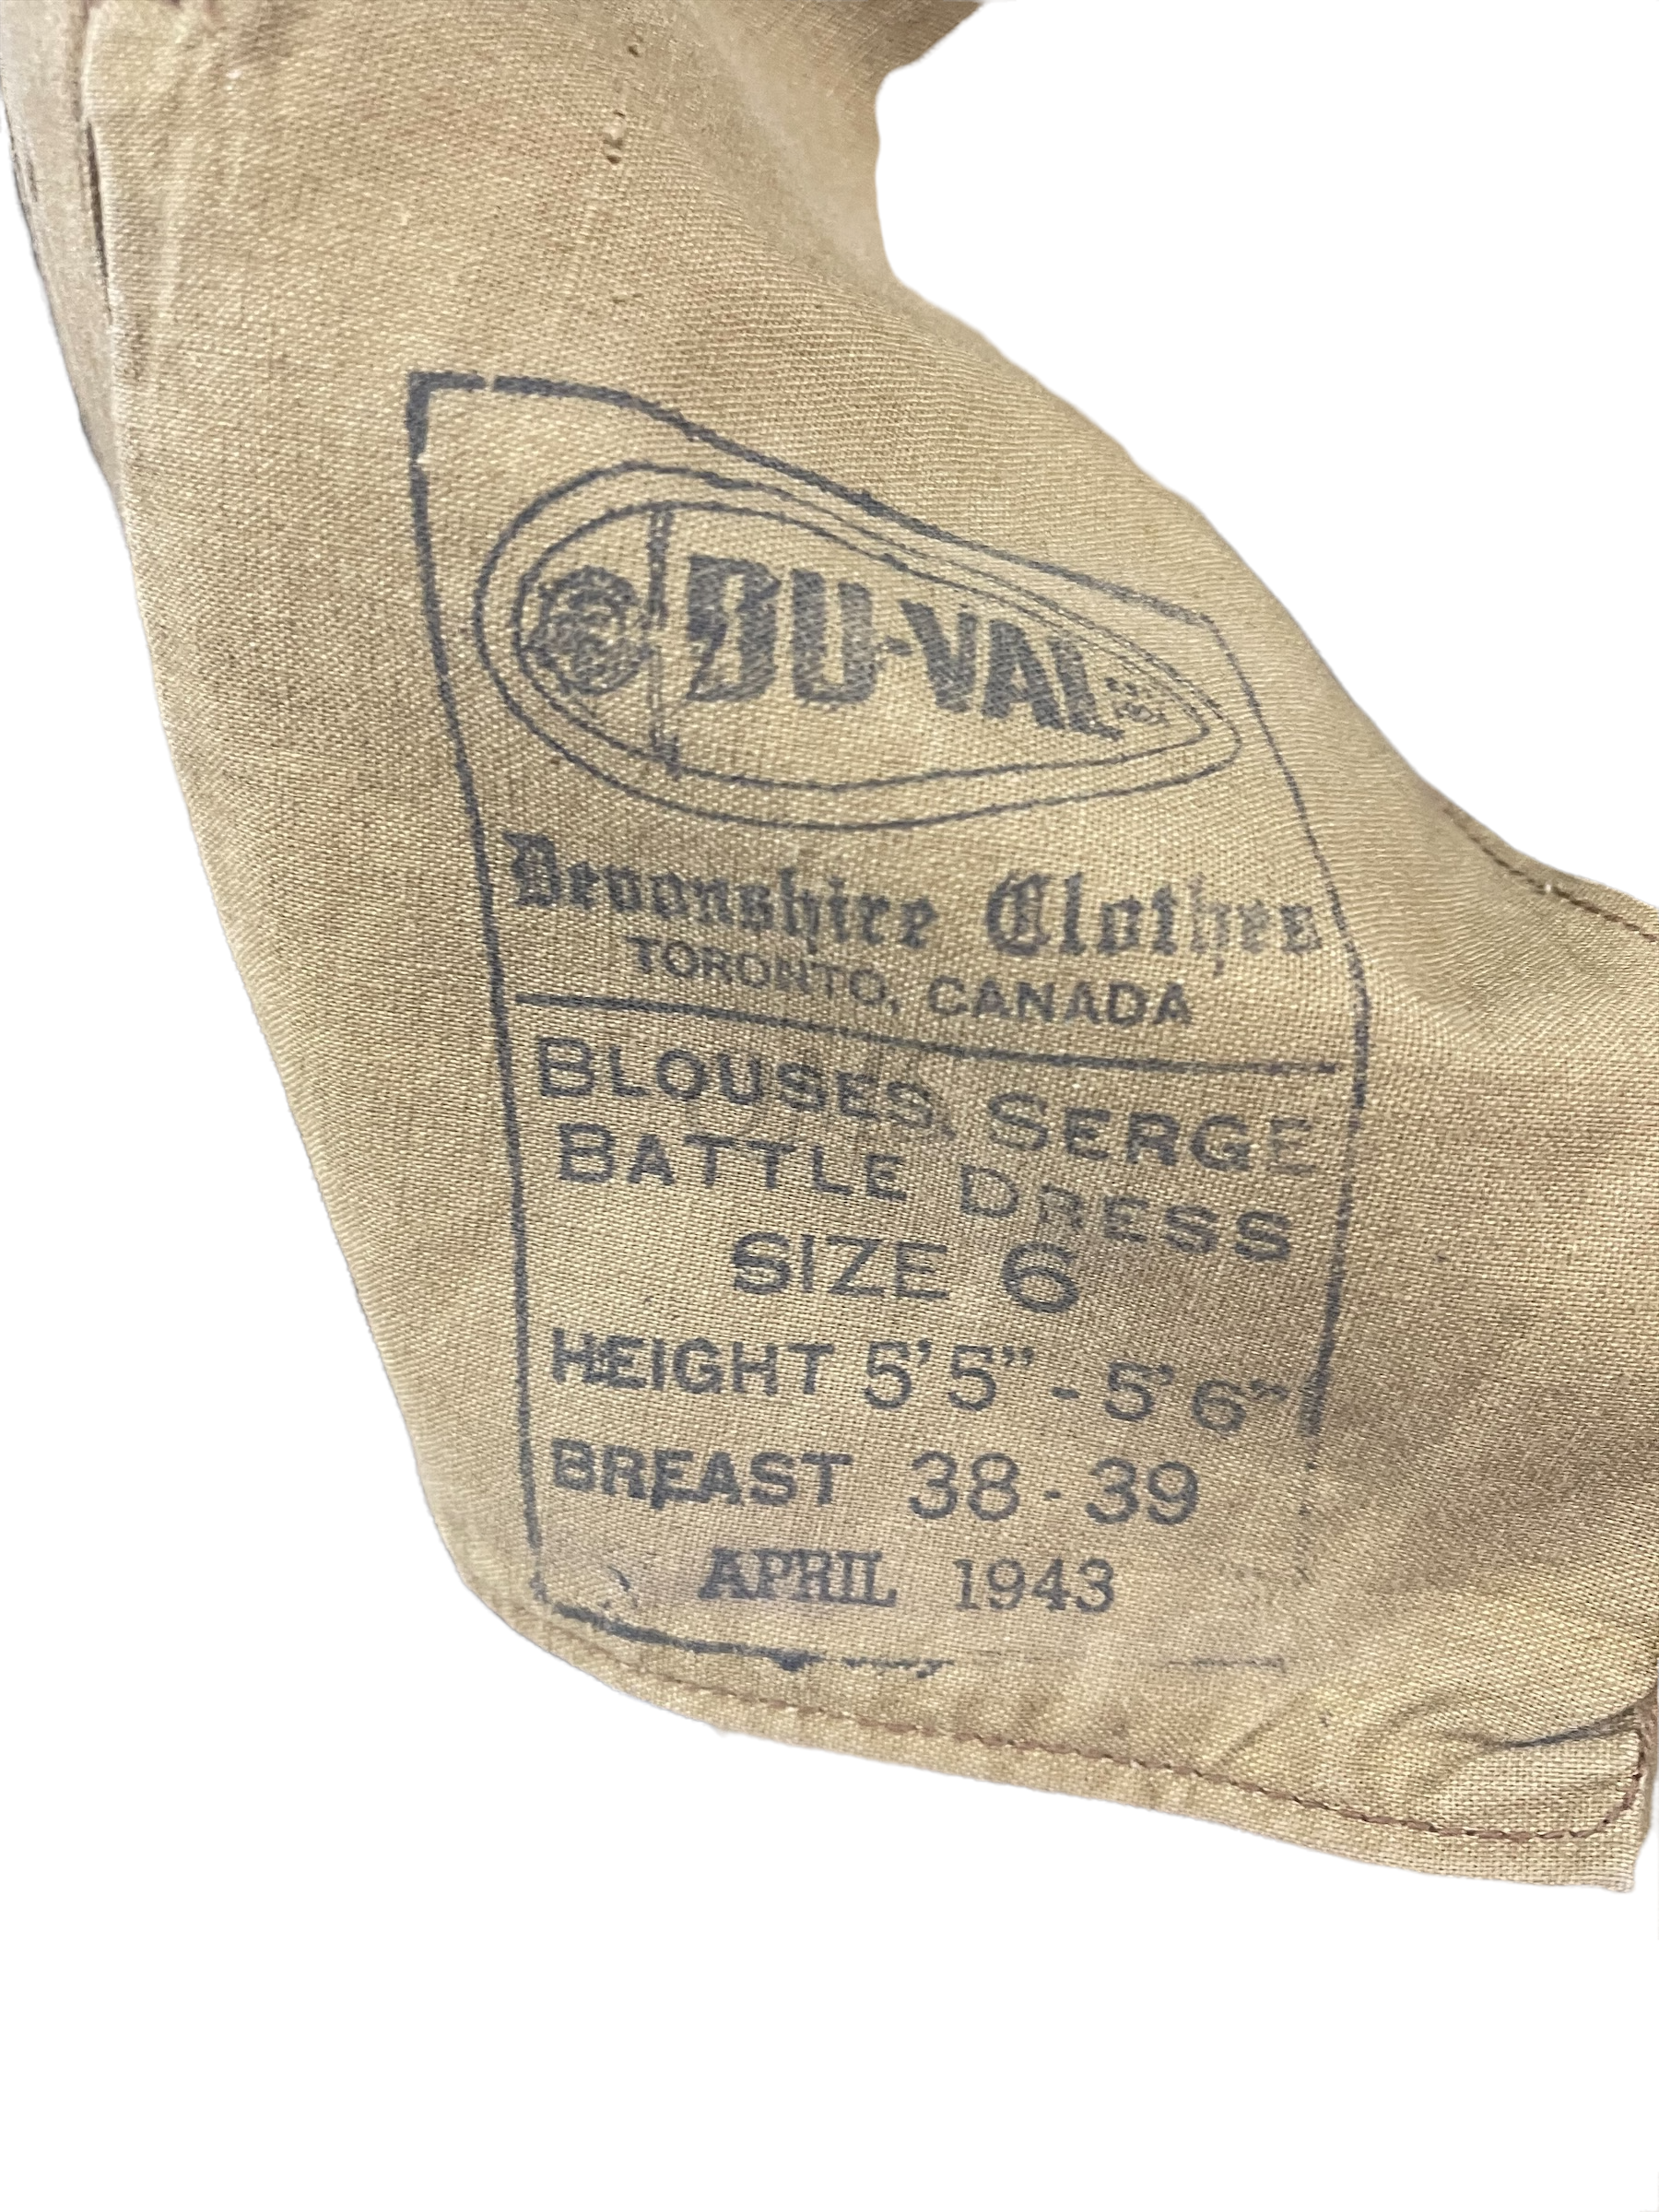 DU-VAL
Devonshire Clothes
TORONTO, CANADA
BLOUSES, SERGE
BATTLE DRESS
SIZE 6
HEIGHT 5'5" - 5'6"
BREAST 38 - 39
APRIL 1943